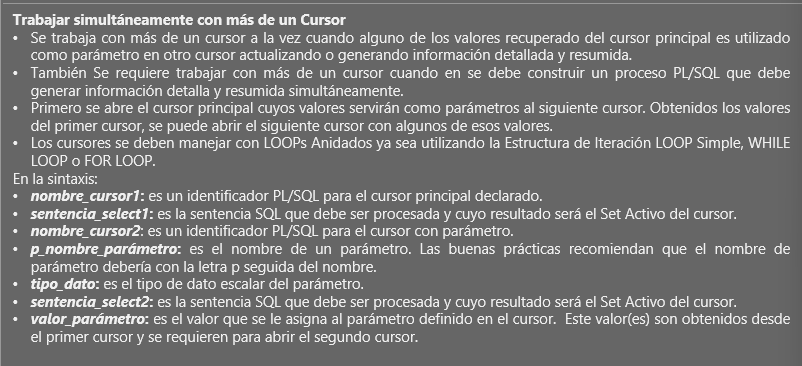 Trabajar simultáneamente con más de un Cursor
• Se trabaja con más de un cursor a la vez cuando alguno de los valores recuperado del cursor principal es utilizado
como parámetro en otro cursor actualizando o generando información detallada y resumida.
• También Se requiere trabajar con más de un cursor cuando en se debe construir un proceso PL/SQL que debe
generar información detalla y resumida simultáneamente.
• Primero se abre el cursor principal cuyos valores servirán como parámetros al siguiente cursor. Obtenidos los valores
del primer cursor, se puede abrir el siguiente cursor con algunos de esos valores.
• Los cursores se deben manejar con LOOPs Anidados ya sea utilizando la Estructura de Iteración LOOP Simple, WHILE
LOOP o FOR LOOP.
En la sintaxis:
• nombre_cursor1: es un identificador PL/SQL para el cursor principal declarado.
• sentencia_select1: es la sentencia SQL que debe ser procesada y cuyo resultado será el Set Activo del cursor.
• nombre_cursor2: es un identificador PL/SQL para el cursor con parámetro.
• p_nombre_parámetro: es el nombre de un parámetro. Las buenas prácticas recomiendan que el nombre de
parámetro debería con la letra p seguida del nombre.
• tipo_dato: es el tipo de dato escalar del parámetro.
• sentencia_select2: es la sentencia SQL que debe ser procesada y cuyo resultado será el Set Activo del cursor.
• valor_parámetro: es el valor que se le asigna al parámetro definido en el cursor. Este valor(es) son obtenidos desde
el primer cursor y se requieren para abrir el segundo cursor.